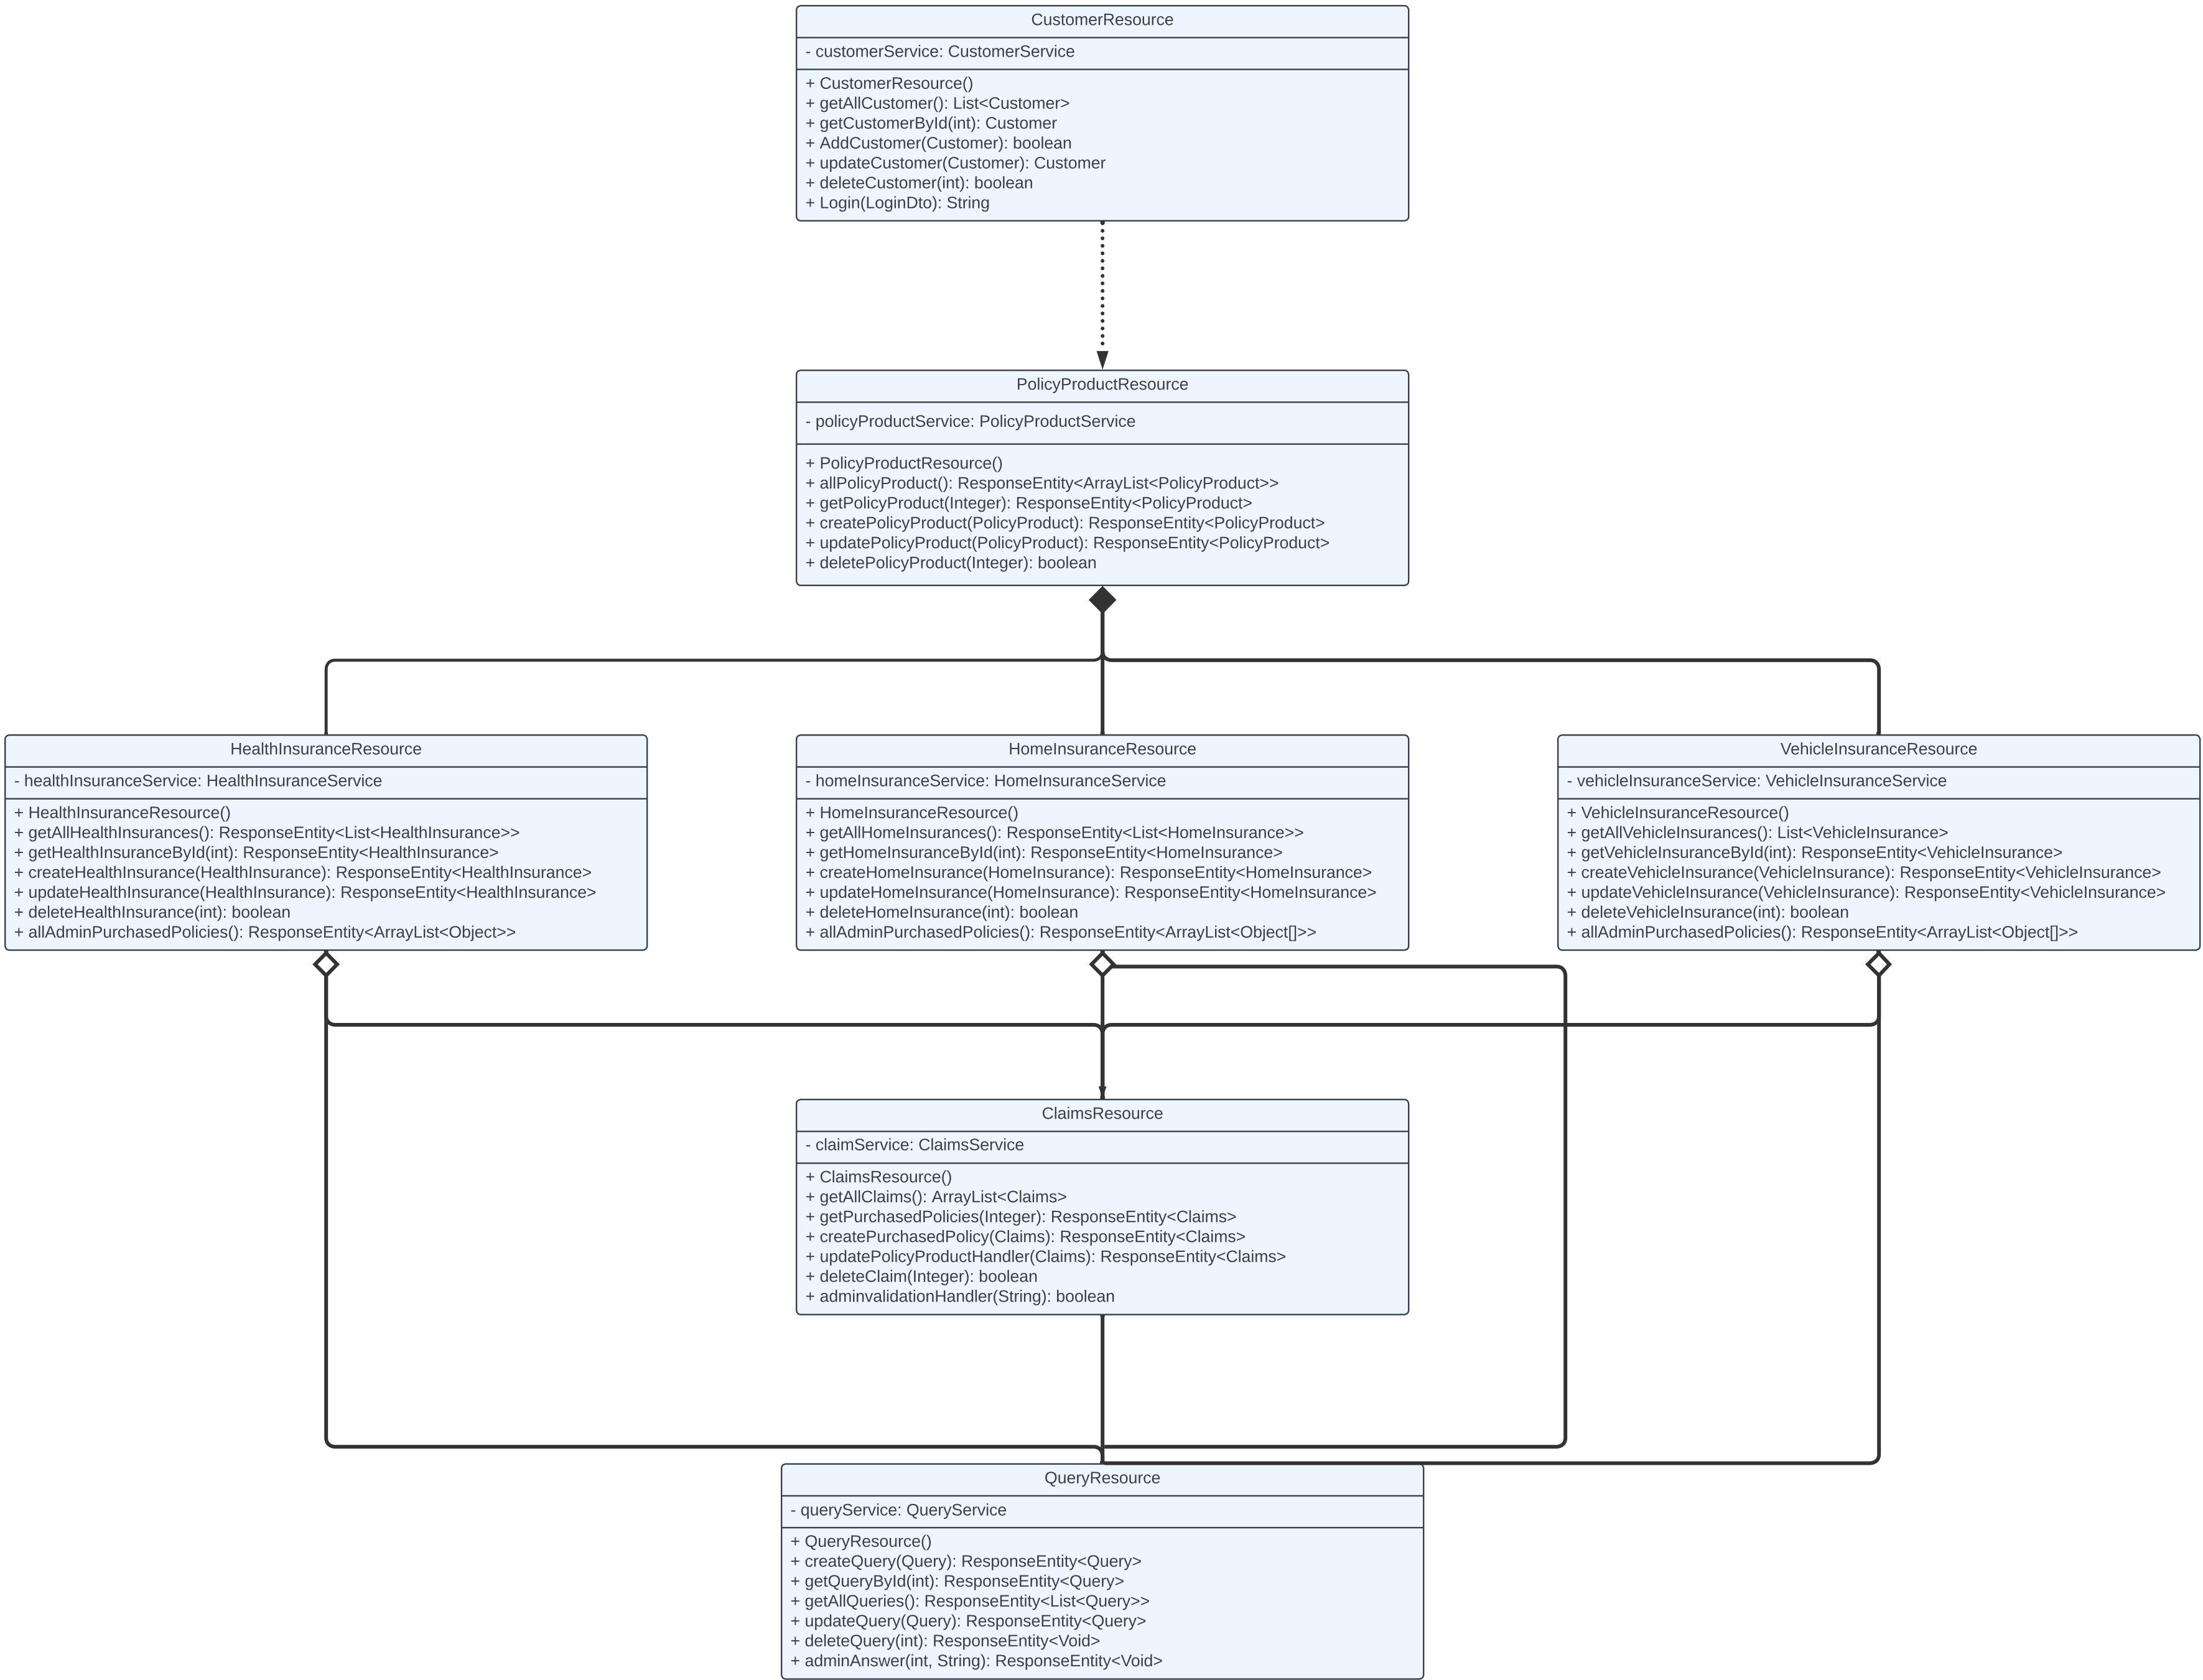 CustomerResource
- customerService: CustomerService
+ CustomerResource()
+ getAllCustomer(): List<Customer>
+ getCustomerById(int): Customer
+ AddCustomer(Customer): boolean
+ updateCustomer(Customer): Customer
+ deleteCustomer(int): boolean
+ Login(LoginDto): String
PolicyProductResource
- policyProductService: PolicyProductService
+ PolicyProductResource()
+ allPolicyProduct(): ResponseEntity<ArrayList<PolicyProduct>>
+ getPolicyProduct(Integer): ResponseEntity<PolicyProduct>
+ createPolicyProduct(PolicyProduct): ResponseEntity<PolicyProduct>
+ updatePolicyProduct(PolicyProduct): ResponseEntity<PolicyProduct>
+ deletePolicyProduct(Integer): boolean
HealthInsuranceResource
- healthInsuranceService: HealthInsuranceService
+ HealthInsuranceResource()
+ getAllHealthInsurances(): ResponseEntity<List<HealthInsurance>>
+ getHealthInsuranceById(int): ResponseEntity<HealthInsurance>
+ createHealthInsurance(HealthInsurance): ResponseEntity<HealthInsurance>
+ updateHealthInsurance(HealthInsurance): ResponseEntity<HealthInsurance>
+ deleteHealthInsurance(int): boolean
+ allAdminPurchasedPolicies(): ResponseEntity<ArrayList<Object>>
HomeInsuranceResource
- homeInsuranceService: HomeInsuranceService
+ HomeInsuranceResource()
+ getAllHomeInsurances(): ResponseEntity<List<HomeInsurance>>
+ getHomeInsuranceById(int): ResponseEntity<HomeInsurance>
+ createHomeInsurance(HomeInsurance): ResponseEntity<HomeInsurance>
+ updateHomeInsurance(HomeInsurance): ResponseEntity<HomeInsurance>
+ deleteHomeInsurance(int): boolean
+ allAdminPurchasedPolicies(): ResponseEntity<ArrayList<Object[]>>
VehicleInsuranceResource
- vehicleInsuranceService: VehicleInsuranceService
+ VehicleInsuranceResource()
+ getAllVehicleInsurances(): List<VehicleInsurance>
+ getVehicleInsuranceById(int): ResponseEntity<VehicleInsurance>
+ createVehicleInsurance(VehicleInsurance): ResponseEntity<VehicleInsurance>
+ updateVehicleInsurance(VehicleInsurance): ResponseEntity<VehicleInsurance>
+ deleteVehicleInsurance(int): boolean
+ allAdminPurchasedPolicies(): ResponseEntity<ArrayList<Object[]>>
ClaimsResource
- claimService: ClaimsService
+ ClaimsResource()
+ getAllClaims(): ArrayList<Claims>
+ getPurchasedPolicies(Integer): ResponseEntity<Claims>
+ createPurchasedPolicy(Claims): ResponseEntity<Claims>
+ updatePolicyProductHandler(Claims): ResponseEntity<Claims>
+ deleteClaim(Integer): boolean
+ adminvalidationHandler(String): boolean
QueryResource
- queryService: QueryService
+ QueryResource()
+ createQuery(Query): ResponseEntity<Query>
+ getQueryById(int): ResponseEntity<Query>
+ getAllQueries(): ResponseEntity<List<Query>>
+ updateQuery(Query): ResponseEntity<Query>
+ deleteQuery(int): ResponseEntity<Void>
+ adminAnswer(int, String): ResponseEntity<Void>